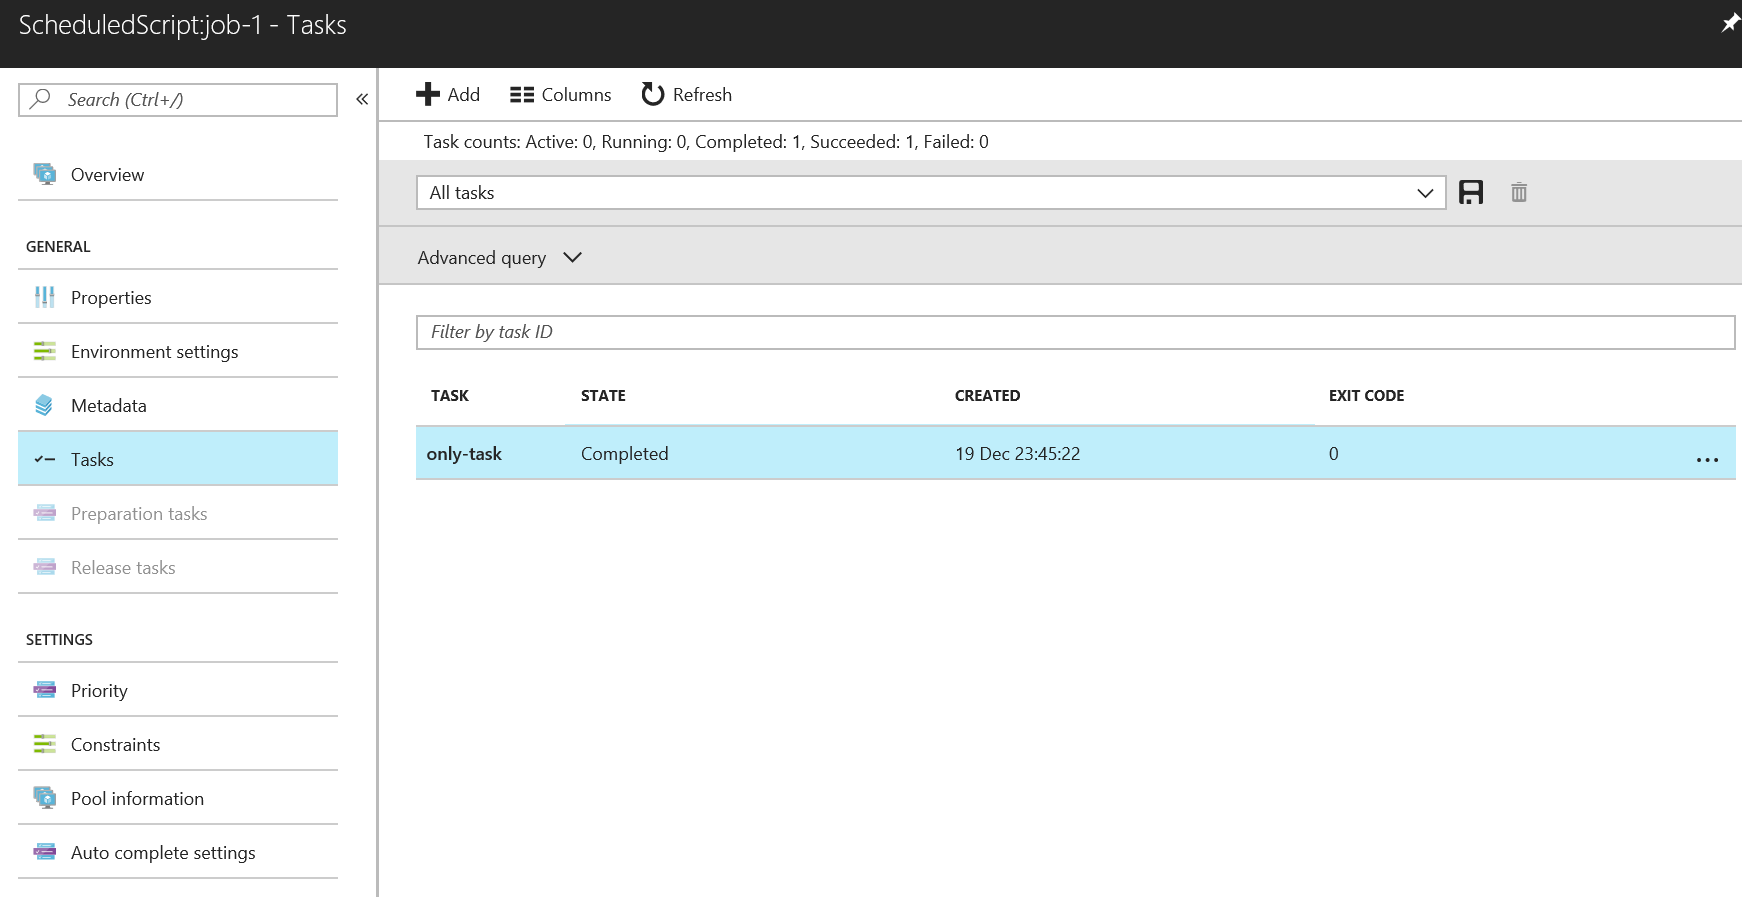 ScheduledScript:job-1 - Tasks
Search (Ctrl+/)
Overview
GENERAL
Properties
Environment settings
Metadata
Tasks
Preparation tasks
Release tasks
SETTINGS
Priority
Constraints
Pool information
Auto complete settings
Add Columns Refresh
Task counts: Active: 0, Running: 0, Completed: 1, Succeeded: 1, Failed: 0
All tasks
Advanced query
Filter by task ID
TASK STATE CREATED EXIT CODE
only-task Completed 19 Dec 23:45:22 0 ...